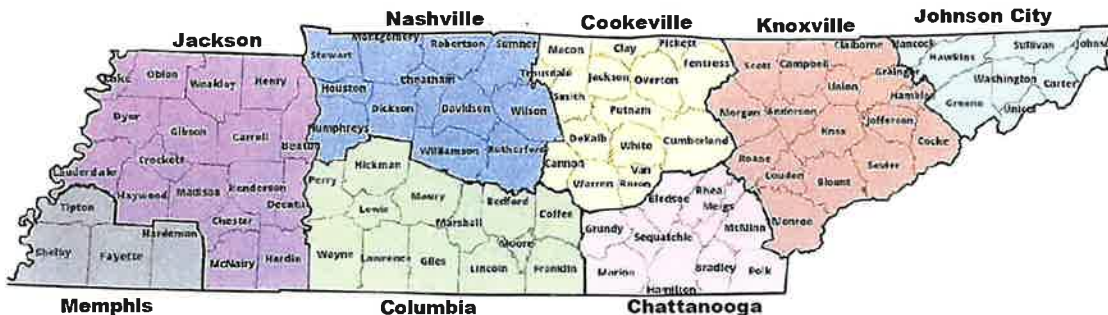 Nashville
Cookeville
Knoxville
Johnson City
Jackson
Stewart
Montgomery
Robertson
Sumner
Macon
Clay
Pickett
Claiborne
Hancock
Sullivan
Hawkins
Lake
Obion
Weakley
Henry
Trousdale
Jackson
Overton
Fentress
Scott
Campbell
Union
Washington
Carter
Houston
Cheatham
Smith
Putnam
Greene
Unicoi
Dyer
Gibson
Carroll
Dickson
Davidson
Wilson
Morgan
Anderson
Knox
Jefferson
Humphreys
DeKalb
White
Cumberland
Cocke
Crockett
Williamson
Rutherford
Cannon
Roane
Sevier
Lauderdale
Haywood
Madison
Henderson
Decatu
Perry
Hickman
Warren
Van
Buren
Loudon
Blount
Tipton
Chester
Lewis
Maury
Bedford
Coffee
Bledsoe
Rhea
Meigs
Monroe
Hardeman
Marshall
Moore
Grundy
Sequatchie
McMinn
Shelby
Fayette
McNairy
Hardin
Wayne
Lawrence
Giles
Lincoln
Franklin
Marion
Hamilton
Bradley
Polk
Memphis
Columbia
Chattanooga